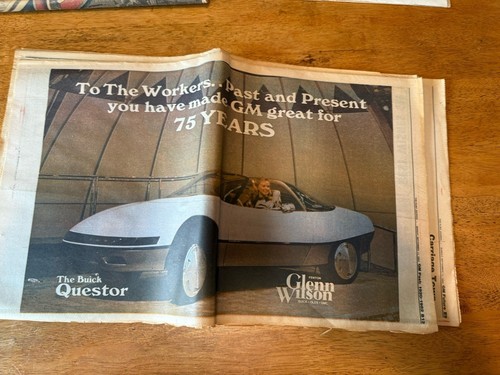 To The Workers. . Past and Present
you have made GM great for
75 YEARS
The Buick
Questor
Glenn
Wilson